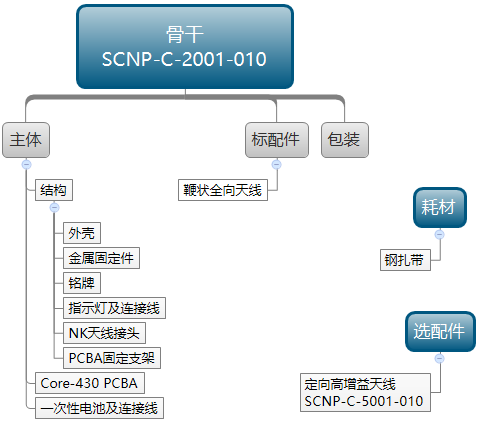 骨干
SCNP-C-2001-010
主体
标配件
包装
结构
鞭状全向天线
耗材
外壳
钢扎带
金属固定件
铭牌
指示灯及连接线
选配件
NK天线接头
PCBA固定支架
Core-430 PCBA
定向高增益天线
SCNP-C-5001-010
一次性电池及连接线